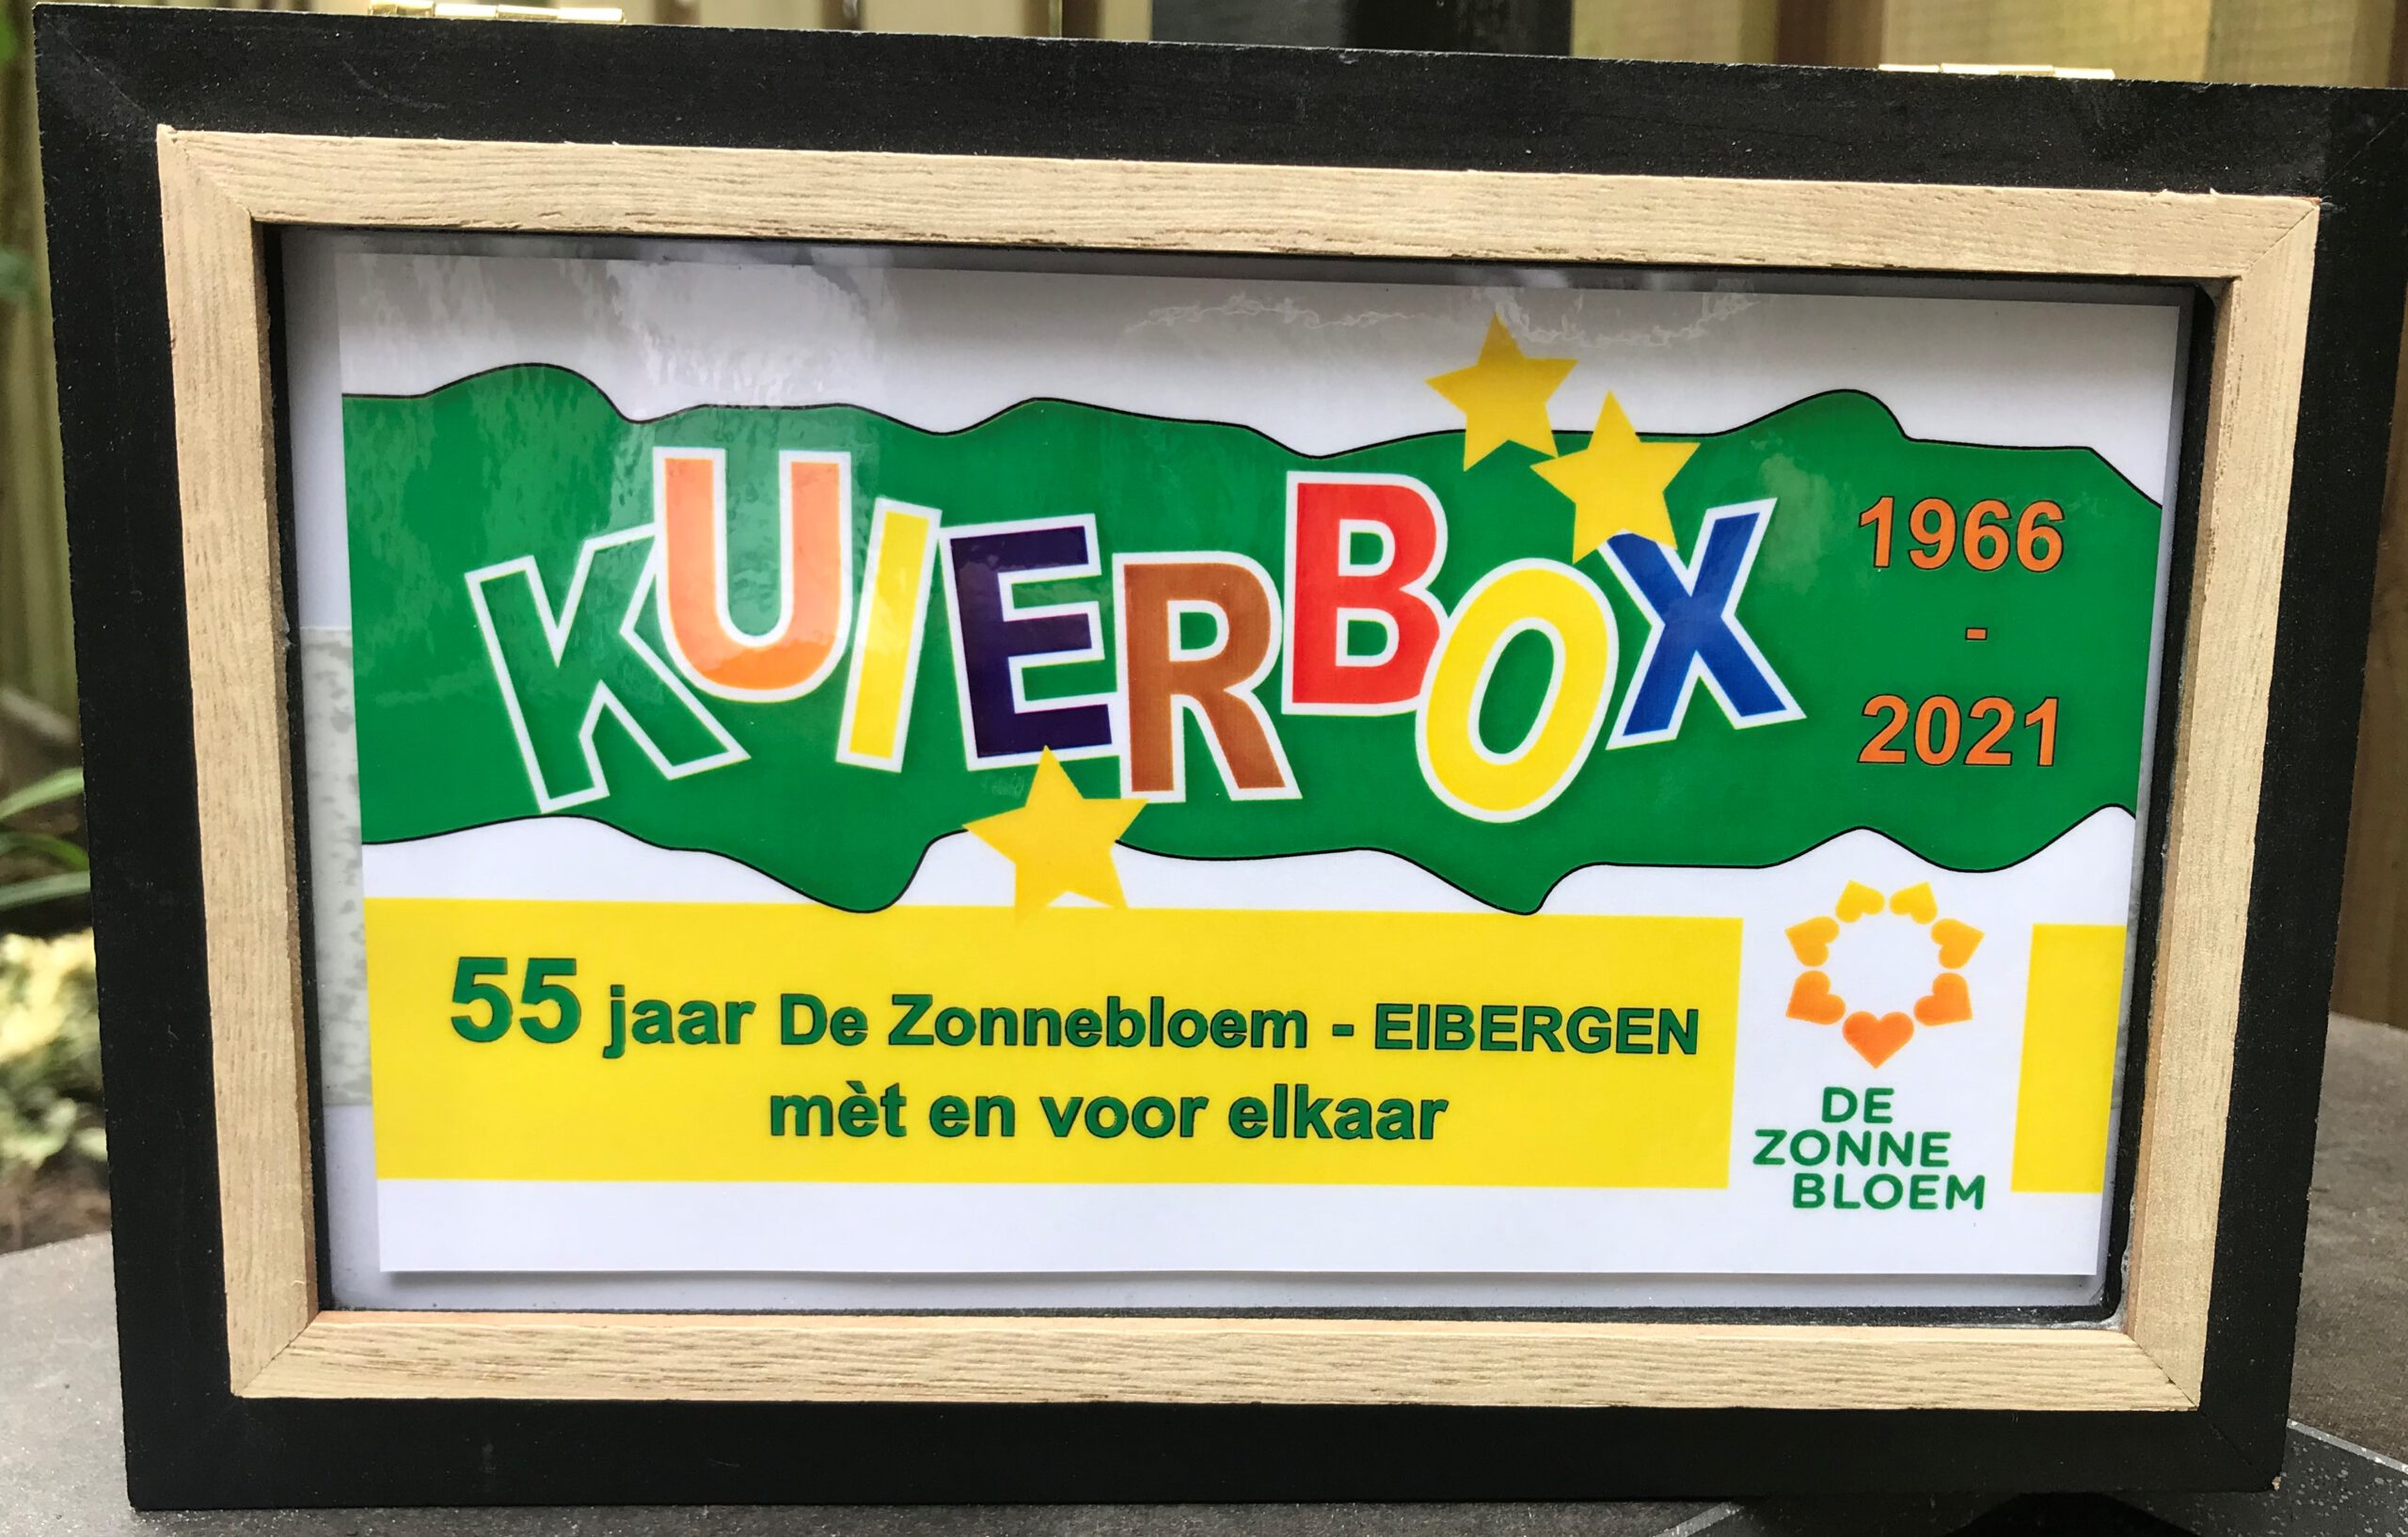 KUIERBOX
1966
-
2021
55 jaar De Zonnebloem - EIBERGEN
mèt en voor elkaar
DE
ZONNE
BLOEM